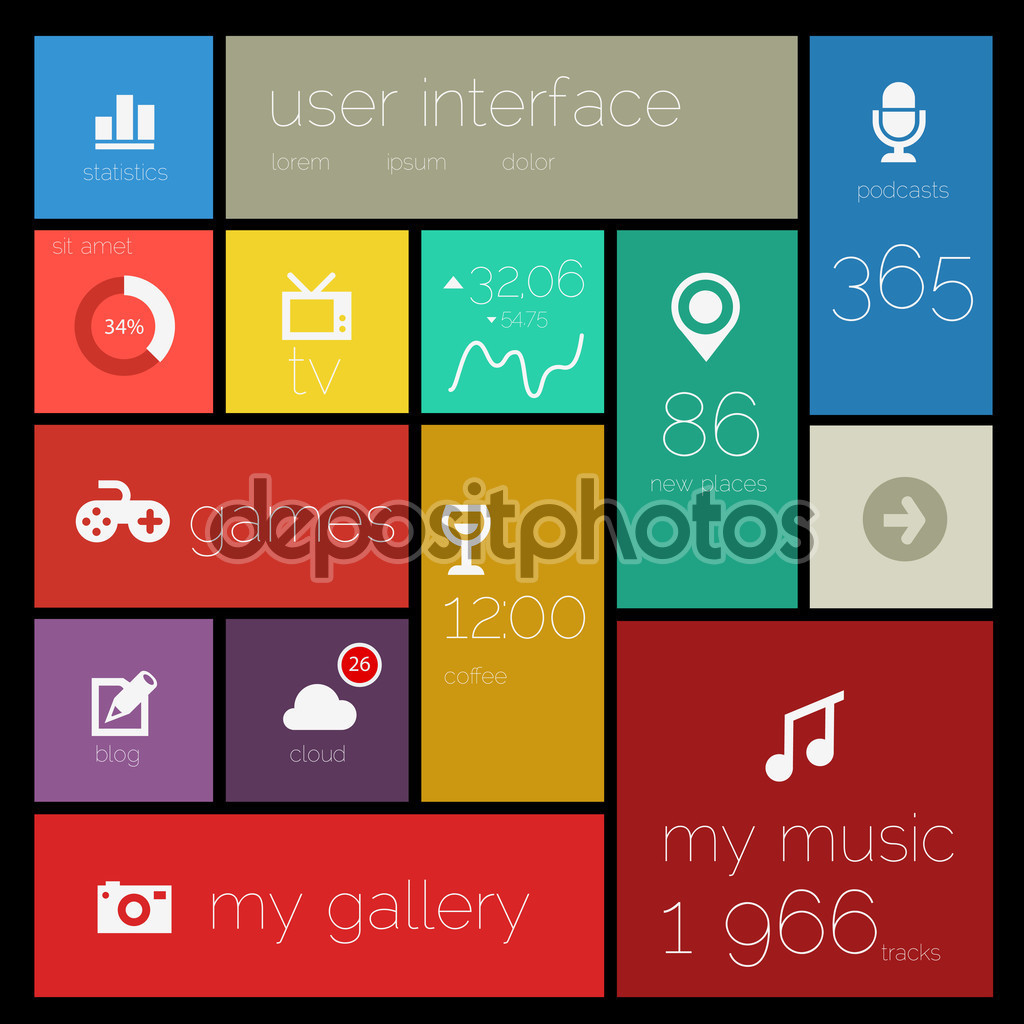 statistics
user interface
lorem ipsum dolor
podcasts
365
sit amet
34%
tv
32,06
54,75
86
new places
games
12:00
coffee
blog
26
cloud
my music
1 966 tracks
my gallery
depositphotos